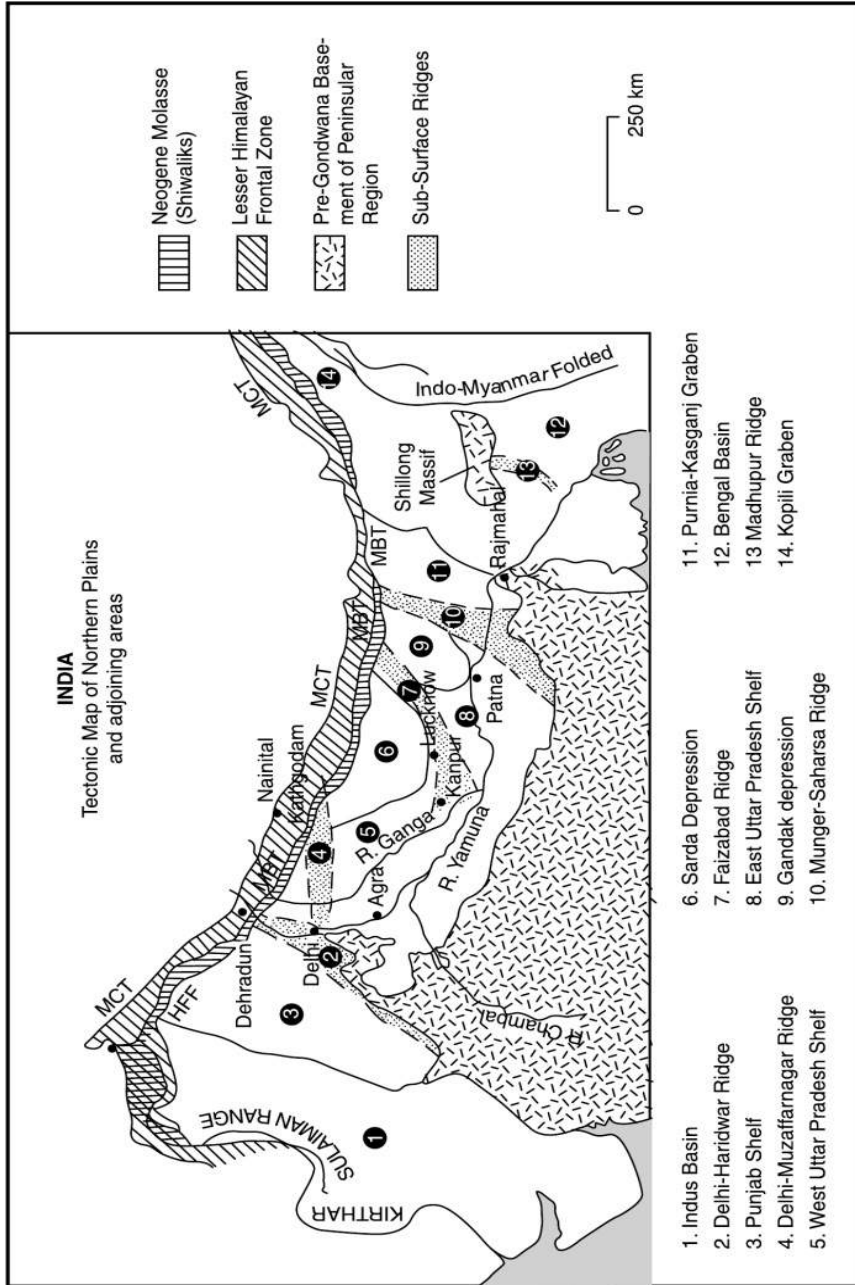 INDIA
Tectonic Map of Northern Plains
and adjoining areas
MCT
HFF
Dehradun
MBT
Nainital
Kathgodam
MCT
MBT
MBT
MCT
SULAIMAN RANGE
KIRTHAR
Delhi
Agra
R. Ganga
R. Yamuna
R. Chambal
Lucknow
Kanpur
Patna
Rajmahal
Shillong
Massif
Indo-Myanmar Folded
1
2
3
4
5
6
7
8
9
10
11
12
13
14
Neogene Molasse
(Shiwaliks)
Lesser Himalayan
Frontal Zone
Pre-Gondwana Base-
ment of Peninsular
Region
Sub-Surface Ridges
0 250 km
1. Indus Basin
2. Delhi-Haridwar Ridge
3. Punjab Shelf
4. Delhi-Muzaffarnagar Ridge
5. West Uttar Pradesh Shelf
6. Sarda Depression
7. Faizabad Ridge
8. East Uttar Pradesh Shelf
9. Gandak depression
10. Munger-Saharsa Ridge
11. Purnia-Kasganj Graben
12. Bengal Basin
13 Madhupur Ridge
14. Kopili Graben